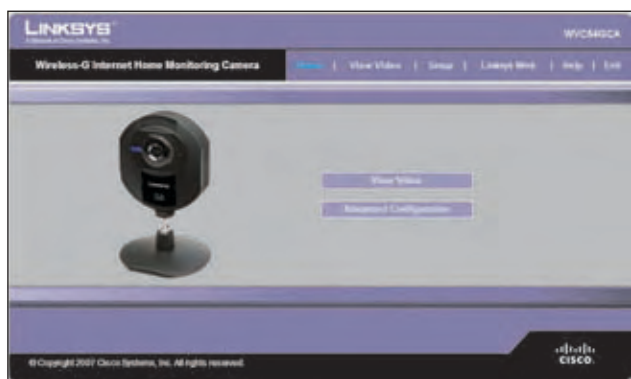 LINKSYS®
A Division of Cisco Systems, Inc.
WVC54GCA
Wireless-G Internet Home Monitoring Camera
Home | View Video | Setup | Linksys Web | Help | Exit
View Video
Advanced Configuration
© Copyright 2007 Cisco Systems, Inc. All rights reserved.
CISCO.